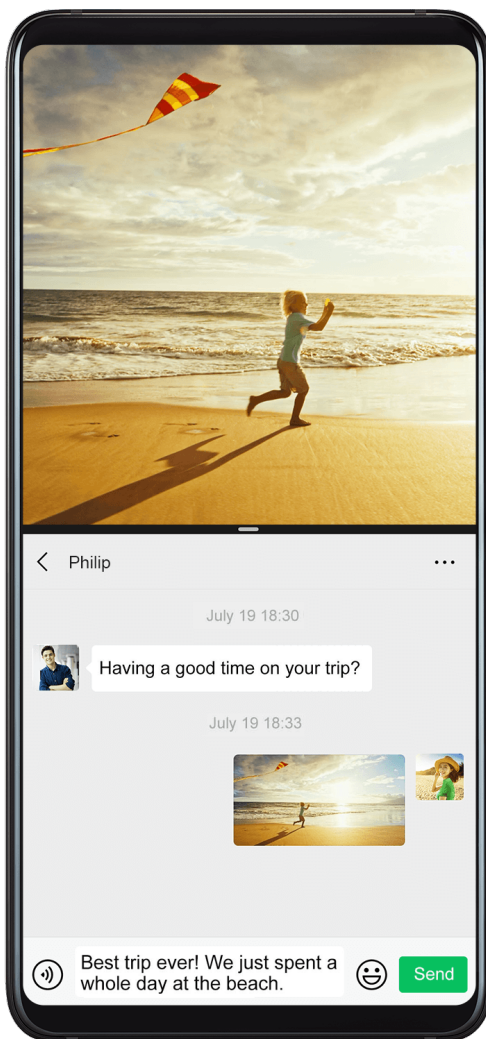 Philip
July 19 18:30
Having a good time on your trip?
July 19 18:33
Best trip ever! We just spent a
whole day at the beach.
Send